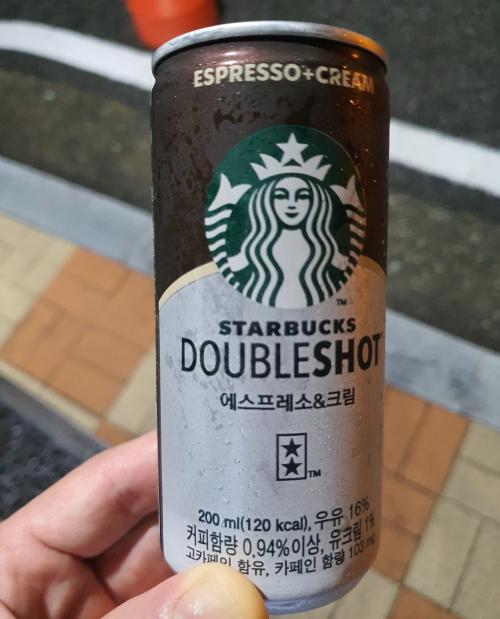 ESPRESSO+CREAM
TM
STARBUCKS
DOUBLESHOT
에스프레소&크림
TM
200 ml(120 kcal), 우유 16%
커피함량 0,94%이상, 유크림 1%
고카페인 함유, 카페인 함량 103 mg